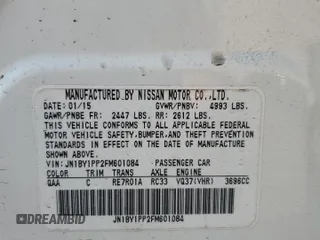 MANUFACTURED BY NISSAN MOTOR CO.,LTD.
DATE: 01/15 GVWR/PNBV: 4993 LBS.
GAWR/PNBE FR: 2447 LBS. RR: 2612 LBS.
THIS VEHICLE CONFORMS TO ALL APPLICABLE FEDERAL
MOTOR VEHICLE SAFETY,BUMPER,AND THEFT PREVENTION
STANDARDS IN EFFECT ON THE DATE OF MANUFACTURE
SHOWN ABOVE.
VIN: JN1BY1PP2FM601084 PASSENGER CAR
COLOR TRIM TRANS AXLE ENGINE
QAA C RE7R01A RC33 VQ37(VHR) 3696CC
JN1BY1PP2FM601084